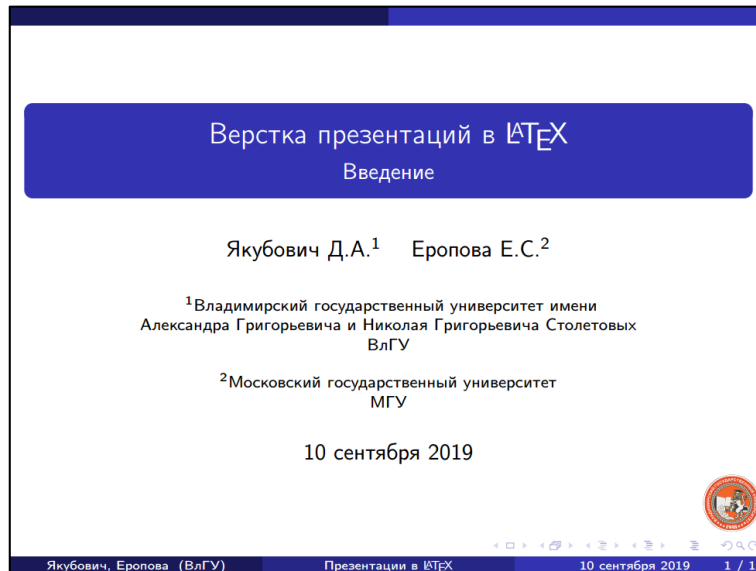 Верстка презентаций в LATEX
Введение
Якубович Д.А.1 Еропова Е.С.2
1Владимирский государственный университет имени
Александра Григорьевича и Николая Григорьевича Столетовых
ВлГУ
2Московский государственный университет
МГУ
10 сентября 2019
Якубович, Еропова (ВлГУ) Презентации в LATEX 10 сентября 2019 1 / 1